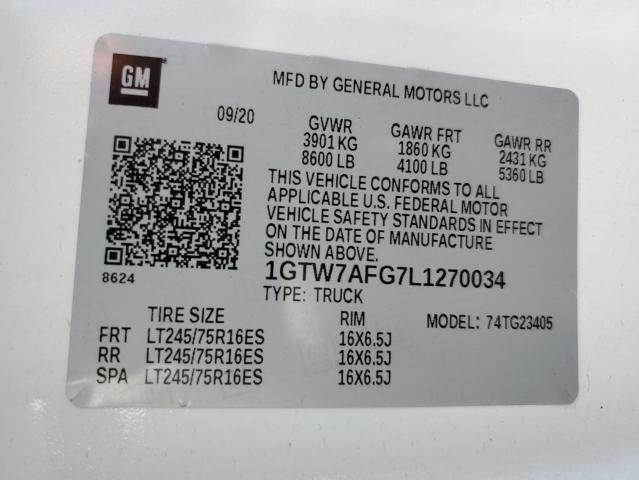 GM
MFD BY GENERAL MOTORS LLC
09/20
GVWR GAWR FRT GAWR RR
3901 KG 1860 KG 2431 KG
8600 LB 4100 LB 5360 LB
THIS VEHICLE CONFORMS TO ALL
APPLICABLE U.S. FEDERAL MOTOR
VEHICLE SAFETY STANDARDS IN EFFECT
ON THE DATE OF MANUFACTURE
SHOWN ABOVE.
8624
1GTW7AFG7L1270034
TYPE: TRUCK
TIRE SIZE RIM MODEL: 74TG23405
FRT LT245/75R16ES 16X6.5J
RR LT245/75R16ES 16X6.5J
SPA LT245/75R16ES 16X6.5J